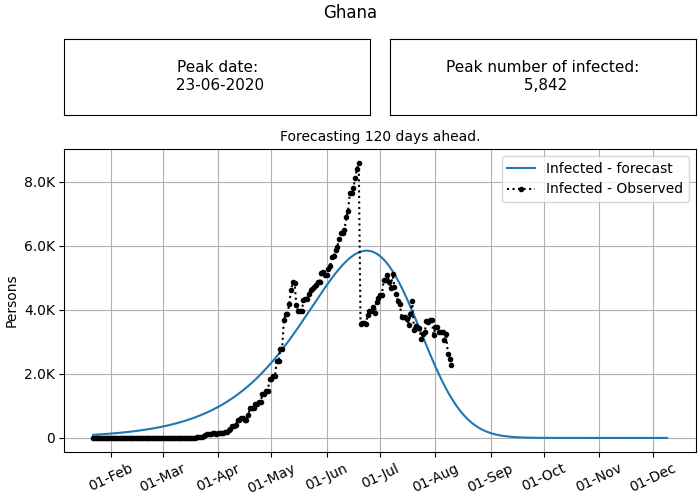 Ghana
Peak date:
23-06-2020
Peak number of infected:
5,842
Forecasting 120 days ahead.
Infected - forecast
Infected - Observed
8.0K
6.0K
4.0K
2.0K
0
Persons
01-Feb
01-Mar
01-Apr
01-May
01-Jun
01-Jul
01-Aug
01-Sep
01-Oct
01-Nov
01-Dec